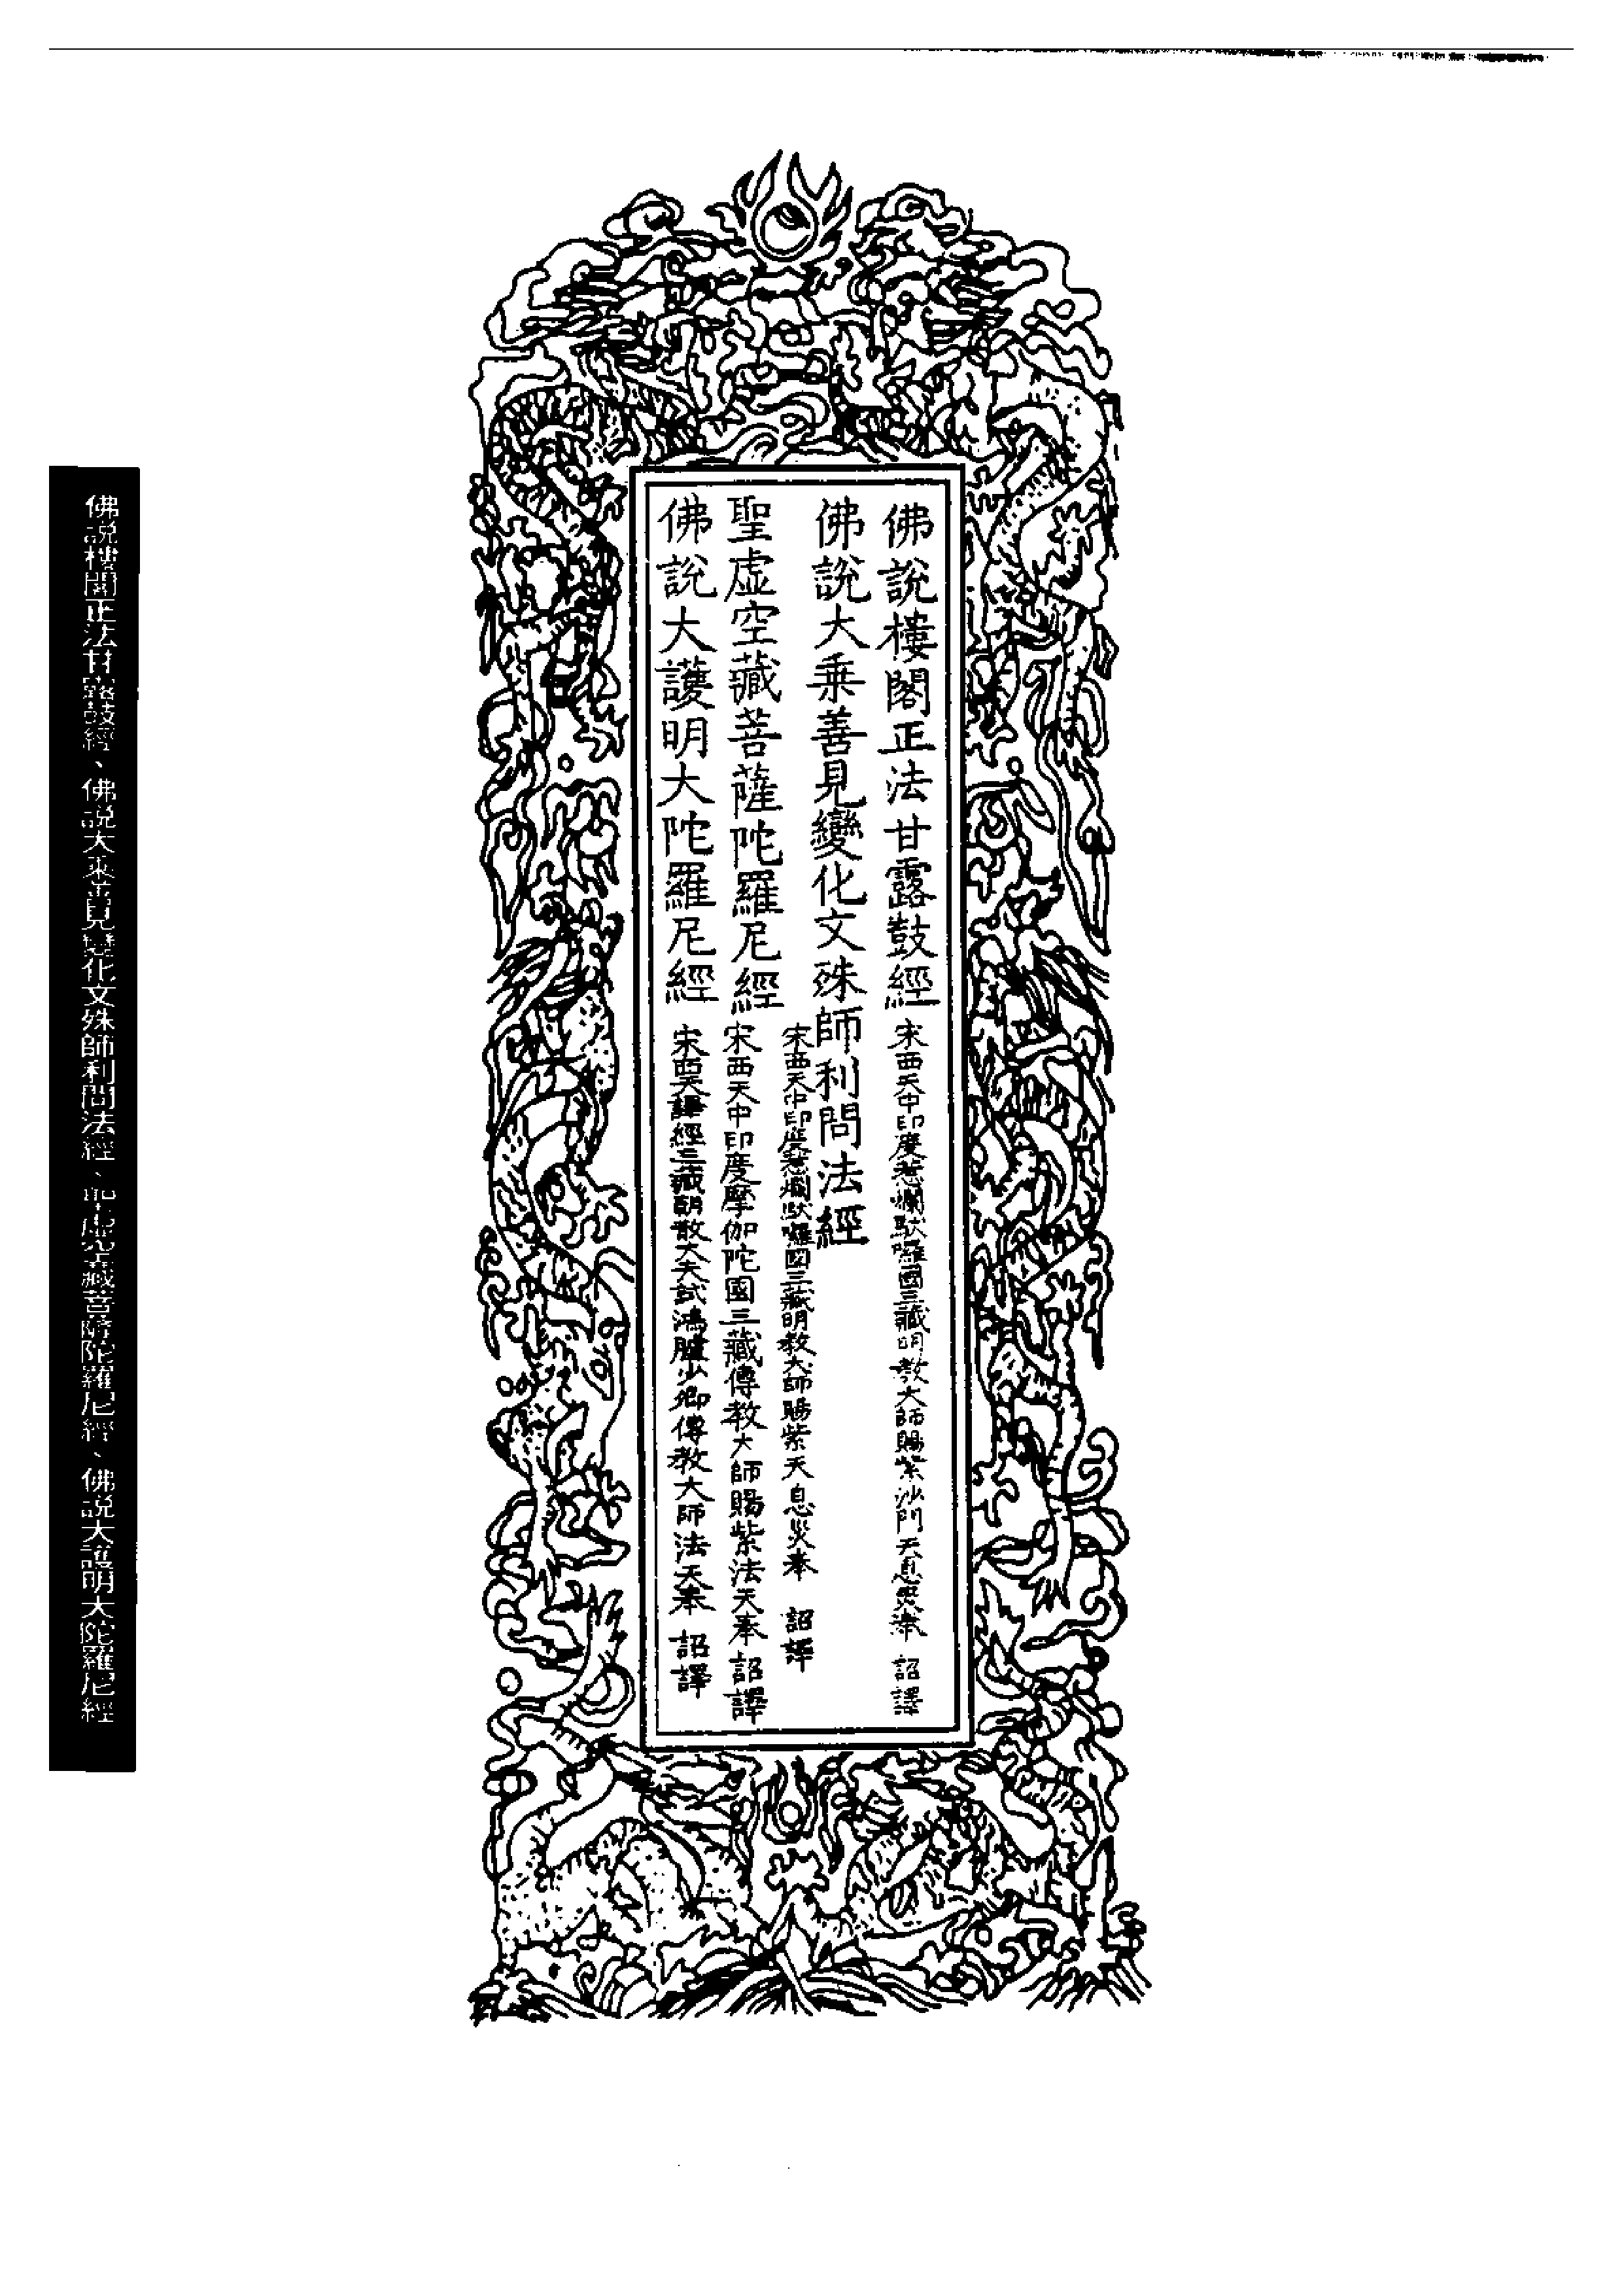 佛說樓閣正法甘露鼓經 宋西天中印度惹爛馱囉國三藏明教大師賜紫沙門天息災奉 詔譯
佛說大乗善見變化文殊師利問法經
宋西天中印度惹爛馱囉國三藏明教大師賜紫天息災奉 詔譯
聖虛空藏菩薩陀羅尼經 宋西天中印度摩伽陀國三藏傳教大師賜紫法天奉 詔譯
佛說大護明大陀羅尼經 宋西天譯經三藏朝散大夫試鴻臚少卿傳教大師法天奉 詔譯
佛說樓閣正法甘露鼓經、佛說大乘善見變化文殊師利問法經、聖虛空藏菩薩陀羅尼經、佛說大護明大陀羅尼經